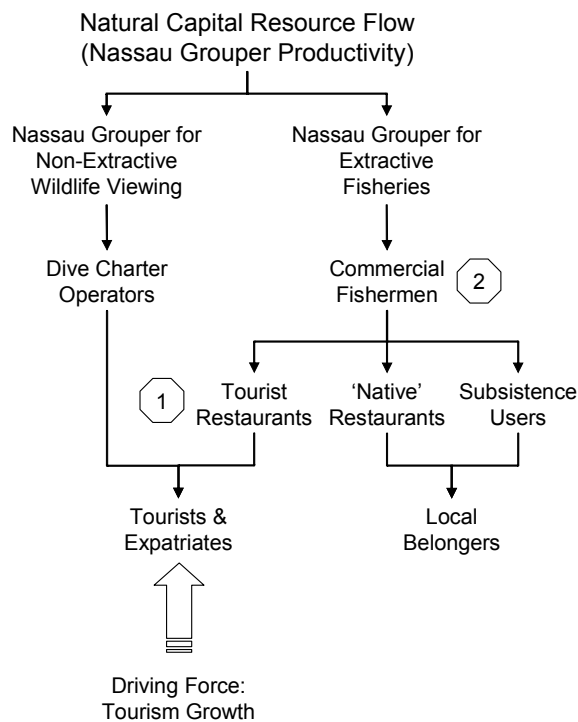 Natural Capital Resource Flow
(Nassau Grouper Productivity)
Nassau Grouper for
Non-Extractive
Wildlife Viewing
Nassau Grouper for
Extractive
Fisheries
Dive Charter
Operators
Commercial
Fishermen
2
1
Tourist
Restaurants
‘Native’
Restaurants
Subsistence
Users
Tourists &
Expatriates
Local
Belongers
Driving Force:
Tourism Growth